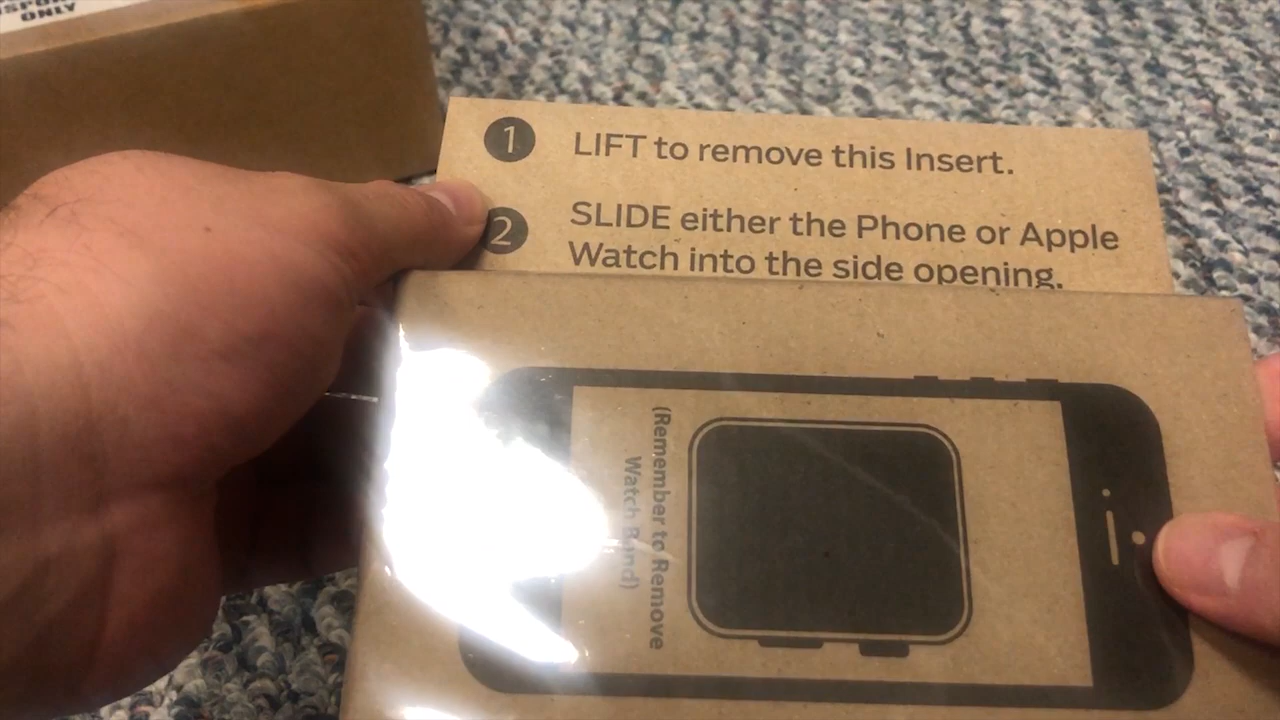 1 LIFT to remove this Insert.
2 SLIDE either the Phone or Apple
Watch into the side opening.
(Remember to Remove
Watch Band)